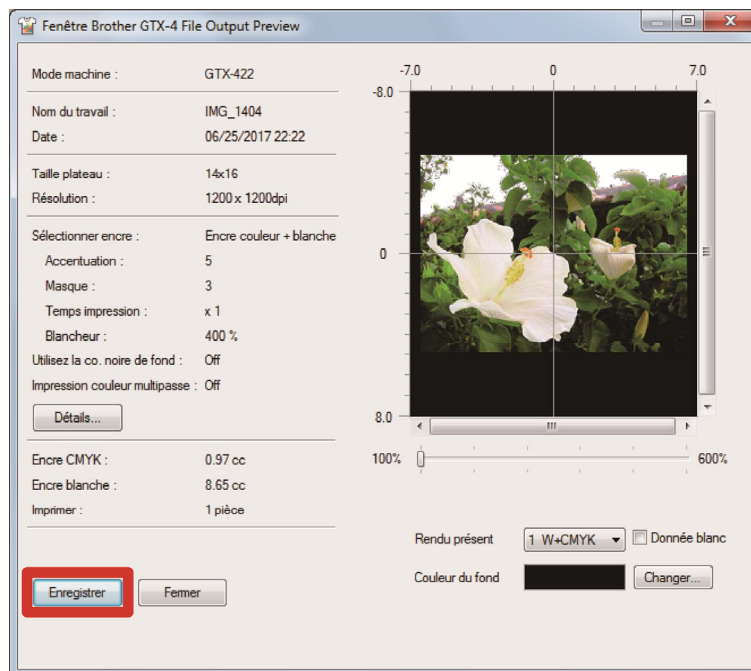 Fenêtre Brother GTX-4 File Output Preview
Mode machine : GTX-422
Nom du travail : IMG_1404
Date : 06/25/2017 22:22
Taille plateau : 14x16
Résolution : 1200 x 1200dpi
Sélectionner encre : Encre couleur + blanche
Accentuation : 5
Masque : 3
Temps impression : x 1
Blancheur : 400 %
Utilisez la co. noire de fond : Off
Impression couleur multipasse : Off
Détails...
Encre CMYK : 0.97 cc
Encre blanche : 8.65 cc
Imprimer : 1 pièce
Enregistrer Fermer
-7.0 0 7.0
-8.0
0
8.0
100% 600%
Rendu présent 1 W+CMYK Donnée blanc
Couleur du fond Changer...